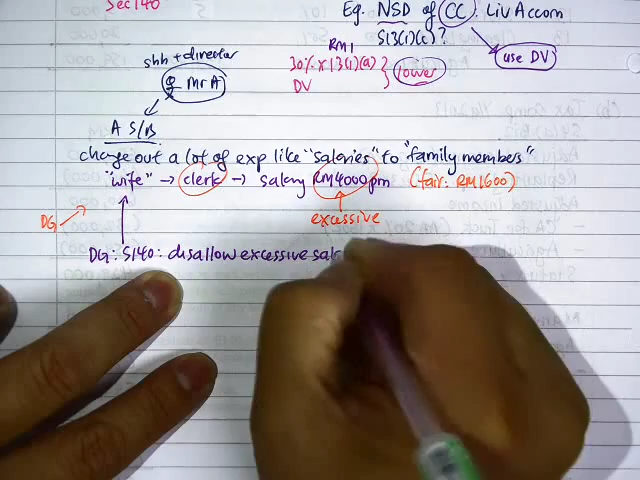 Sec 140
Eg. NSD of CC. Liv Accom
S13(1)(c)?
use DV
RM1
30% x 13(1)(a)
DV
lower
shh + director
Mr A
A S/B
charge out a lot of exp like "salaries" to "family members"
"wife" → clerk → salary RM4000pm (fair: RM1600)
DG
excessive
DG: S140: disallow excessive sal